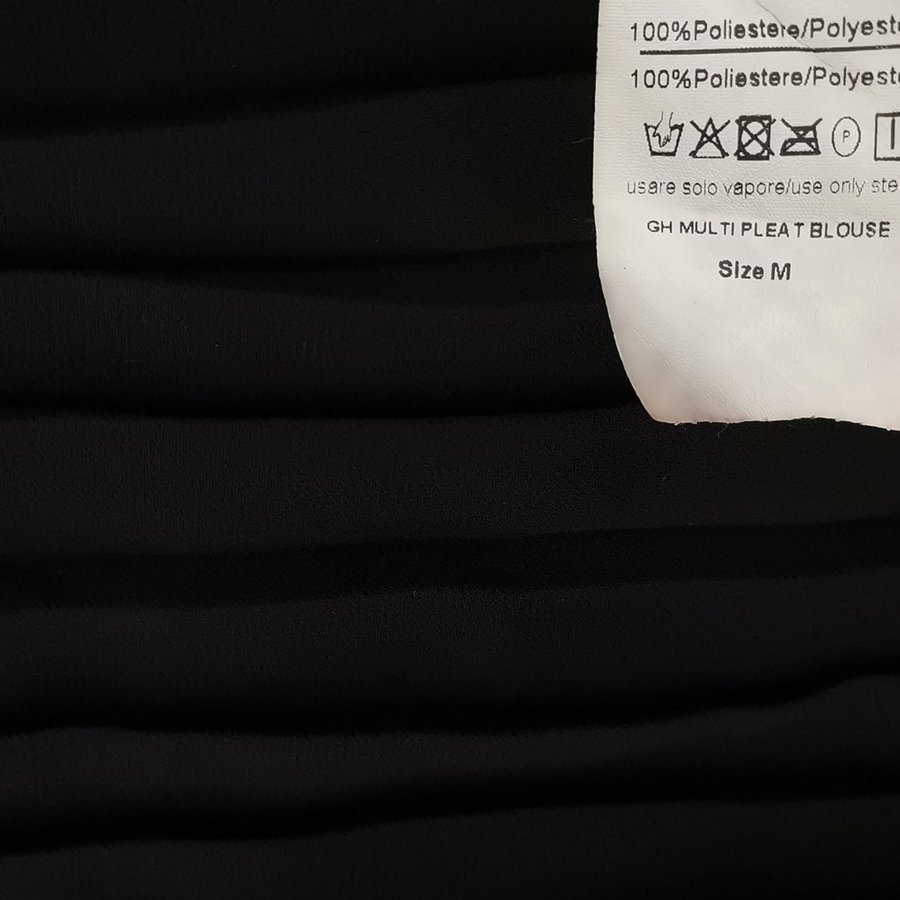 100%Poliestere/Polyeste
100%Poliestere/Polyeste
P
usare solo vapore/use only ste
GH MULTI PLEAT BLOUSE
Size M